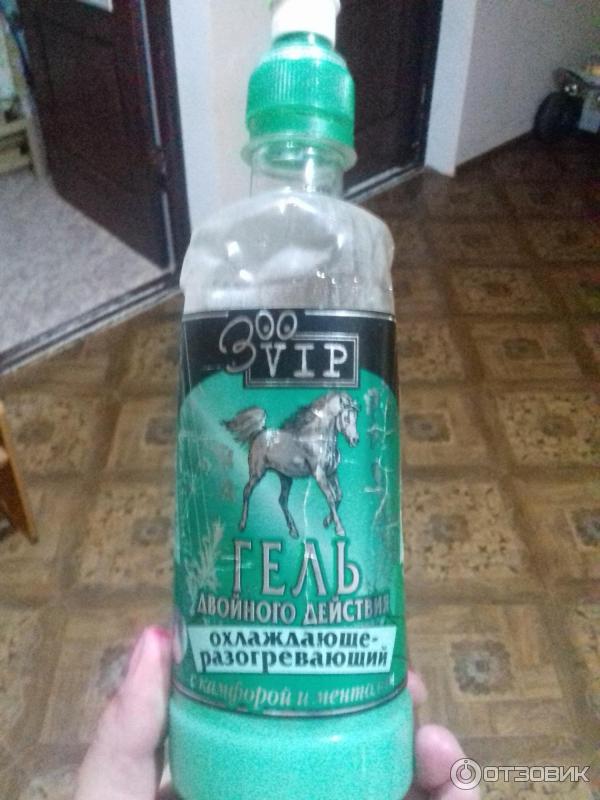 Зоо
VIP
ГЕЛЬ
ДВОЙНОГО ДЕЙСТВИЯ
охлаждающе-
разогревающий
с камфорой и ментолом
ОТЗОВИК